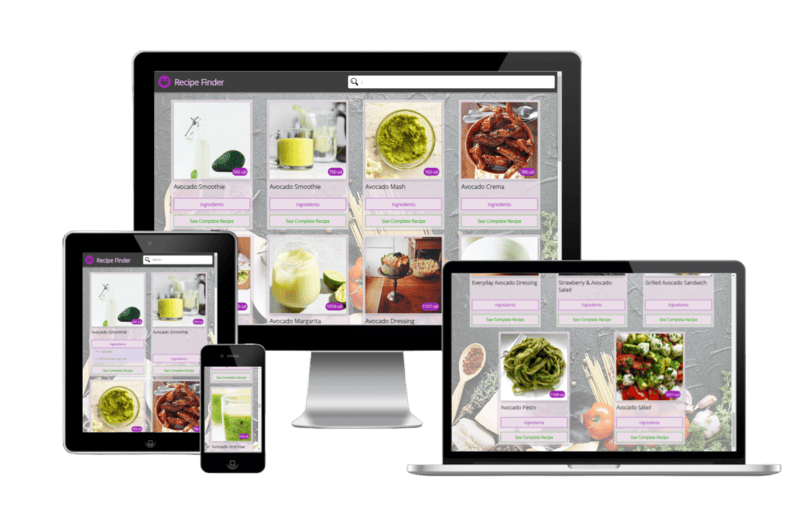 Recipe Finder
Avocado Smoothie
Avocado Smoothie
Avocado Mash
Avocado Crema
Ingredients
Ingredients
Ingredients
Ingredients
See Complete Recipe
See Complete Recipe
See Complete Recipe
See Complete Recipe
Avocado Margarita
Avocado Dressing
Recipe Finder
Avocado Smoothie
Avocado Smoothie
Ingredients
Ingredients
See Complete Recipe
See Complete Recipe
See Complete Recipe
Everyday Avocado Dressing
Strawberry & Avocado
Salad
Grilled Avocado Sandwich
Ingredients
Ingredients
Ingredients
See Complete Recipe
See Complete Recipe
See Complete Recipe
Avocado Pesto
Avocado Salad
Ingredients
Ingredients
See Complete Recipe
See Complete Recipe